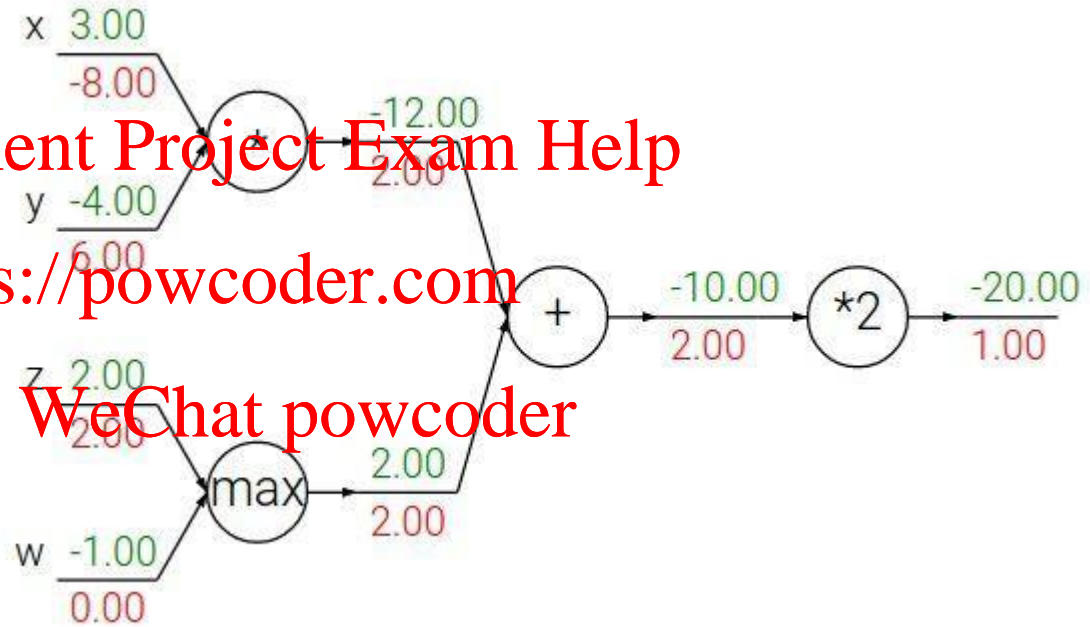 x 3.00
-8.00
*
-12.00
2.00
ent Project Exam Help
y -4.00
6.00
s://powcoder.com
+
-10.00
2.00
*2
-20.00
1.00
z 2.00
2.00
WeChat powcoder
max
2.00
2.00
w -1.00
0.00